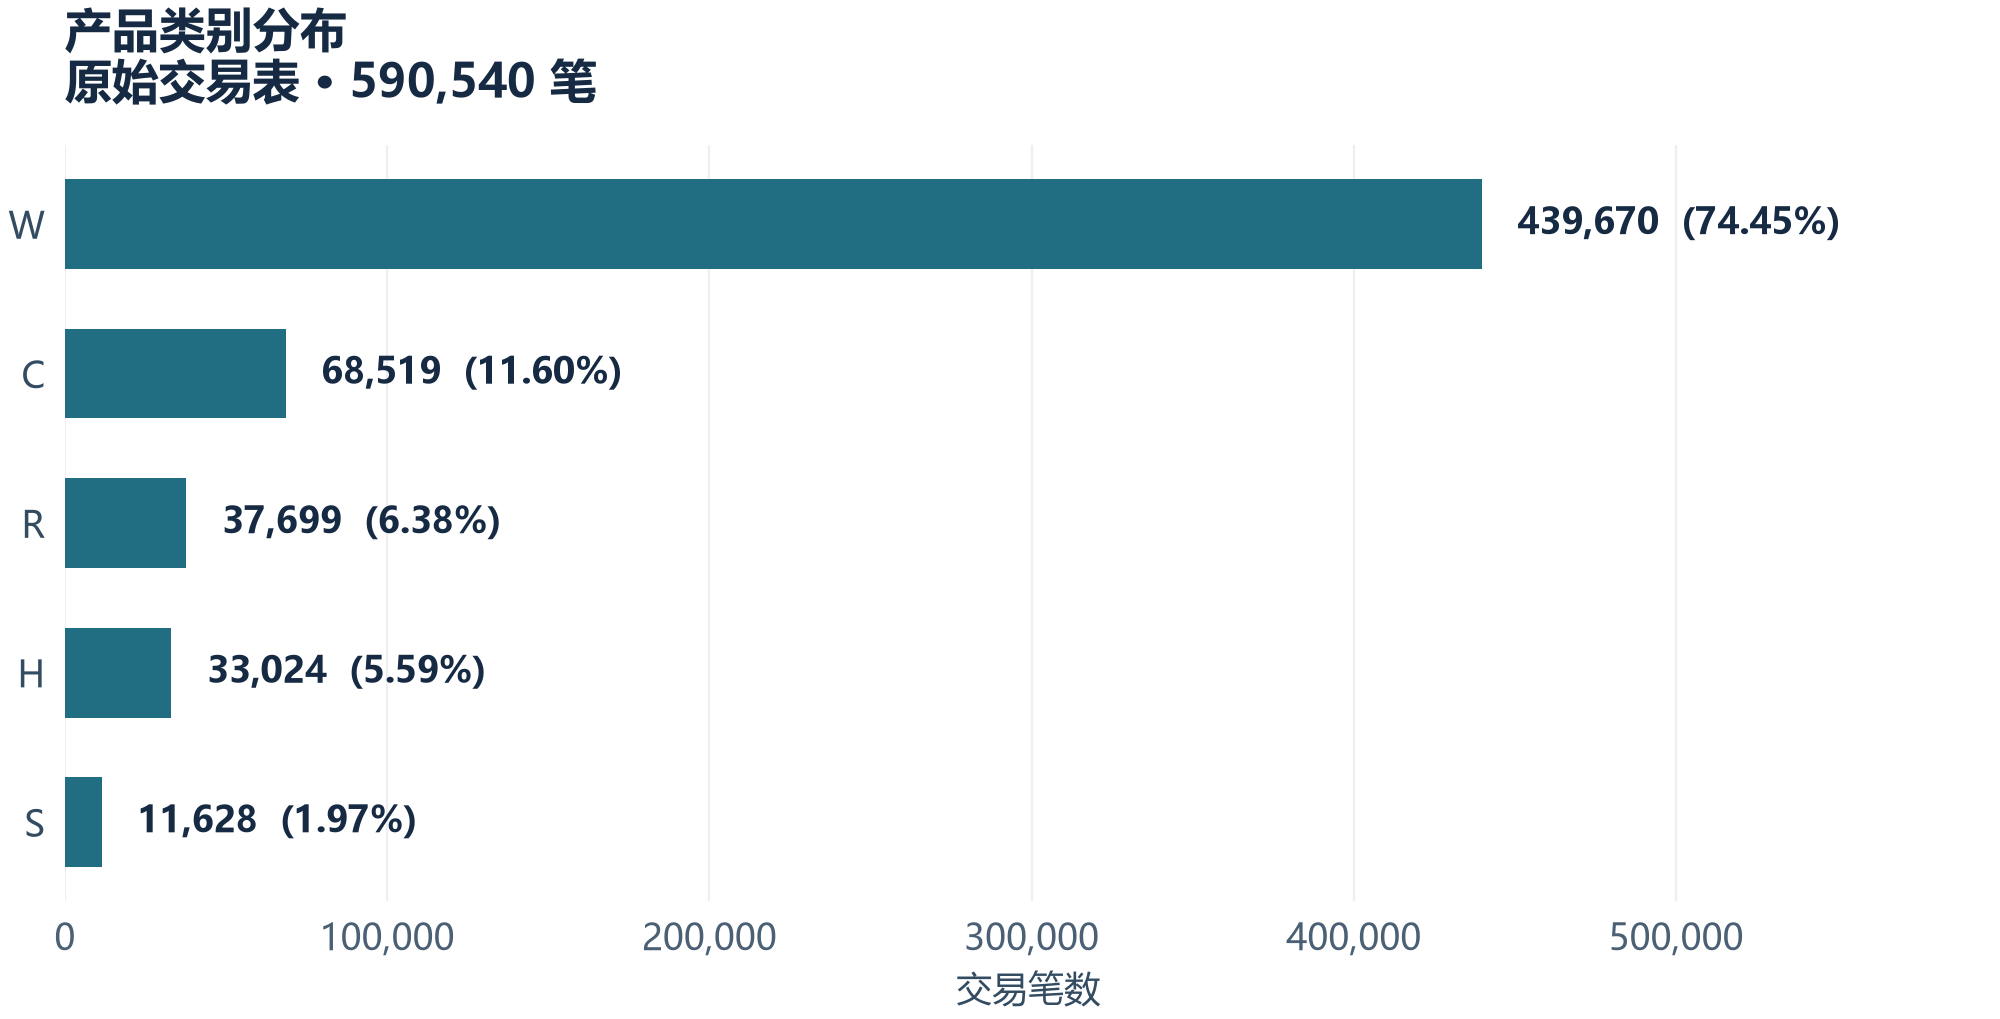 产品类别分布
原始交易表 • 590,540 笔
W
439,670 (74.45%)
C
68,519 (11.60%)
R
37,699 (6.38%)
H
33,024 (5.59%)
S
11,628 (1.97%)
0
100,000
200,000
300,000
400,000
500,000
交易笔数